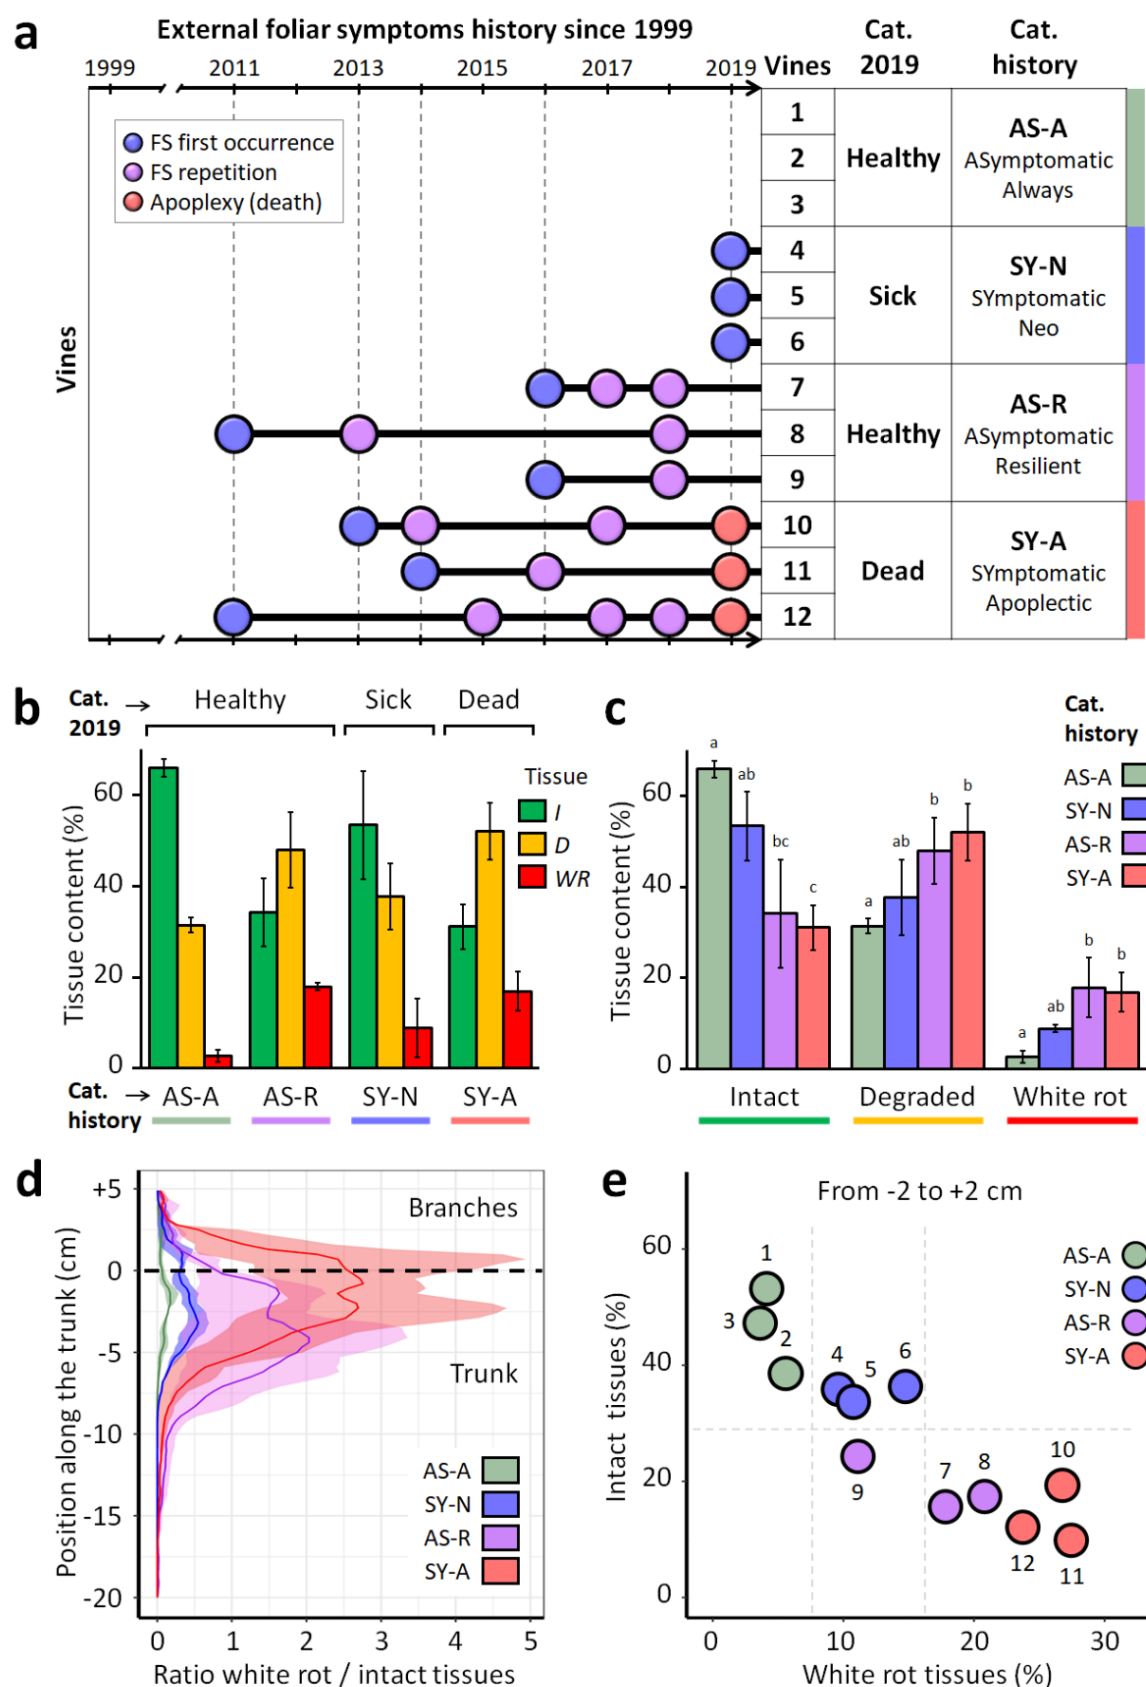 a
External foliar symptoms history since 1999
Cat. 2019
Cat. history
1999 2011 2013 2015 2017 2019 Vines
FS first occurrence
FS repetition
Apoplexy (death)
Vines
1
2
3
Healthy
AS-A
ASymptomatic
Always
4
5
6
Sick
SY-N
SYmptomatic
Neo
7
8
9
Healthy
AS-R
ASymptomatic
Resilient
10
11
12
Dead
SY-A
SYmptomatic
Apoplectic
b
Cat. 2019 →
Healthy Sick Dead
Tissue content (%)
60
40
20
0
Tissue
I
D
WR
Cat. history →
AS-A AS-R SY-N SY-A
c
Cat. history
AS-A
SY-N
AS-R
SY-A
Tissue content (%)
60
40
20
0
a ab bc c
a ab b b
a ab b b
Intact Degraded White rot
d
Position along the trunk (cm)
+5
0
-5
-10
-15
-20
Branches
Trunk
AS-A
SY-N
AS-R
SY-A
0 1 2 3 4 5
Ratio white rot / intact tissues
e
From -2 to +2 cm
Intact tissues (%)
60
40
20
0
1
3
2
4
5
6
9
7
8
10
12
11
AS-A
SY-N
AS-R
SY-A
0 10 20 30
White rot tissues (%)